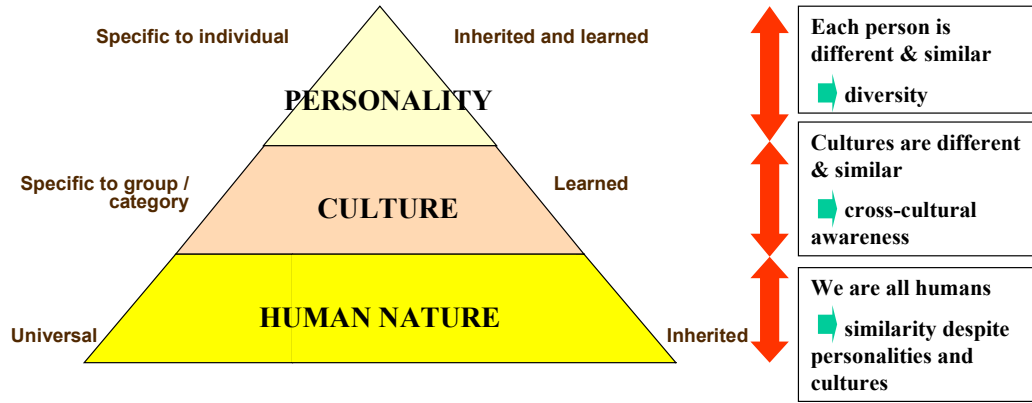 Specific to individual
Inherited and learned
PERSONALITY
Each person is
different & similar
diversity
Specific to group /
category
Learned
CULTURE
Cultures are different
& similar
cross-cultural
awareness
Universal
HUMAN NATURE
Inherited
We are all humans
similarity despite
personalities and
cultures